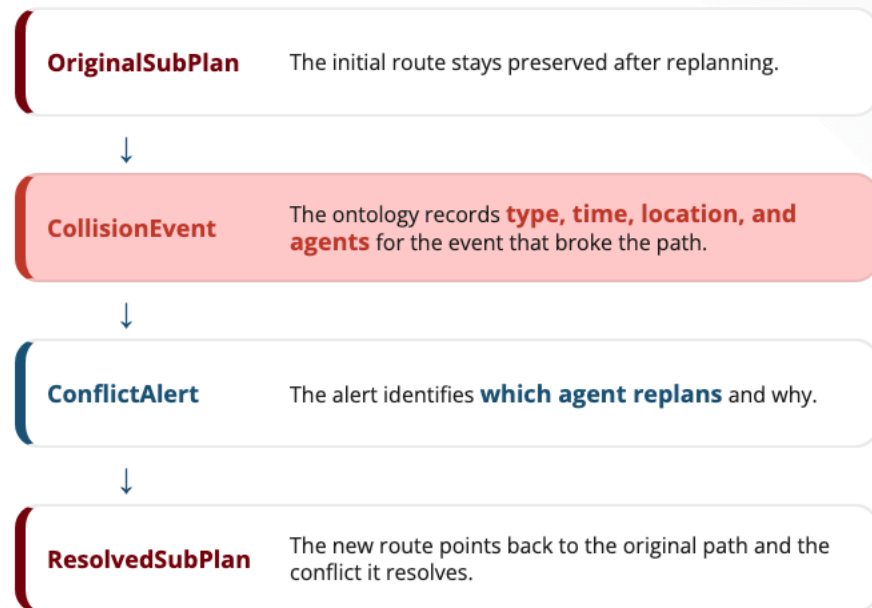 OriginalSubPlan The initial route stays preserved after replanning.
↓
CollisionEvent The ontology records type, time, location, and
agents for the event that broke the path.
↓
ConflictAlert The alert identifies which agent replans and why.
↓
ResolvedSubPlan The new route points back to the original path and the
conflict it resolves.